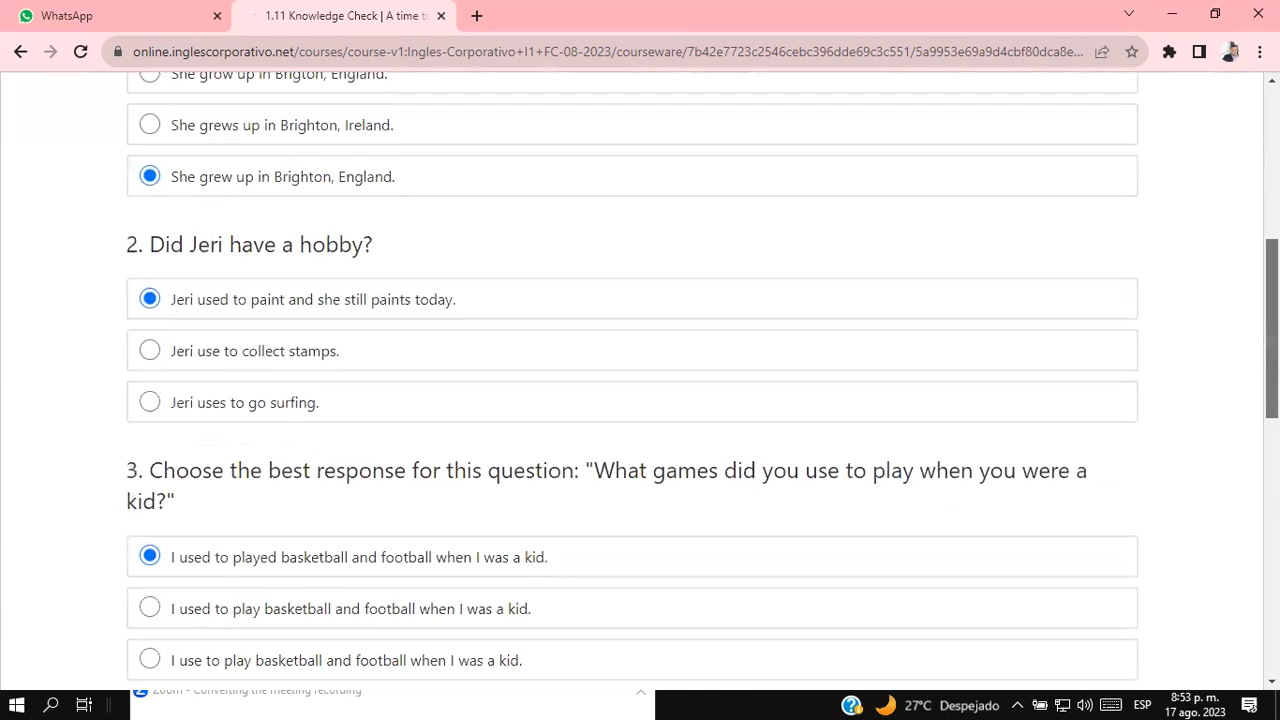 WhatsApp
1.11 Knowledge Check | A time to
online.inglescorporativo.net/courses/course-v1:Ingles-Corporativo+I1+FC-08-2023/courseware/7b42e7723c2546cebc396dde69c3c551/5a9953e69a9d4cbf80dca8e...
She grow up in Brigton, England.
She grews up in Brighton, Ireland.
She grew up in Brighton, England.
2. Did Jeri have a hobby?
Jeri used to paint and she still paints today.
Jeri use to collect stamps.
Jeri uses to go surfing.
3. Choose the best response for this question: "What games did you use to play when you were a
kid?"
I used to played basketball and football when I was a kid.
I used to play basketball and football when I was a kid.
I use to play basketball and football when I was a kid.
Zoom - Converting the meeting recording
27°C Despejado
ESP
8:53 p. m.
17 ago. 2023